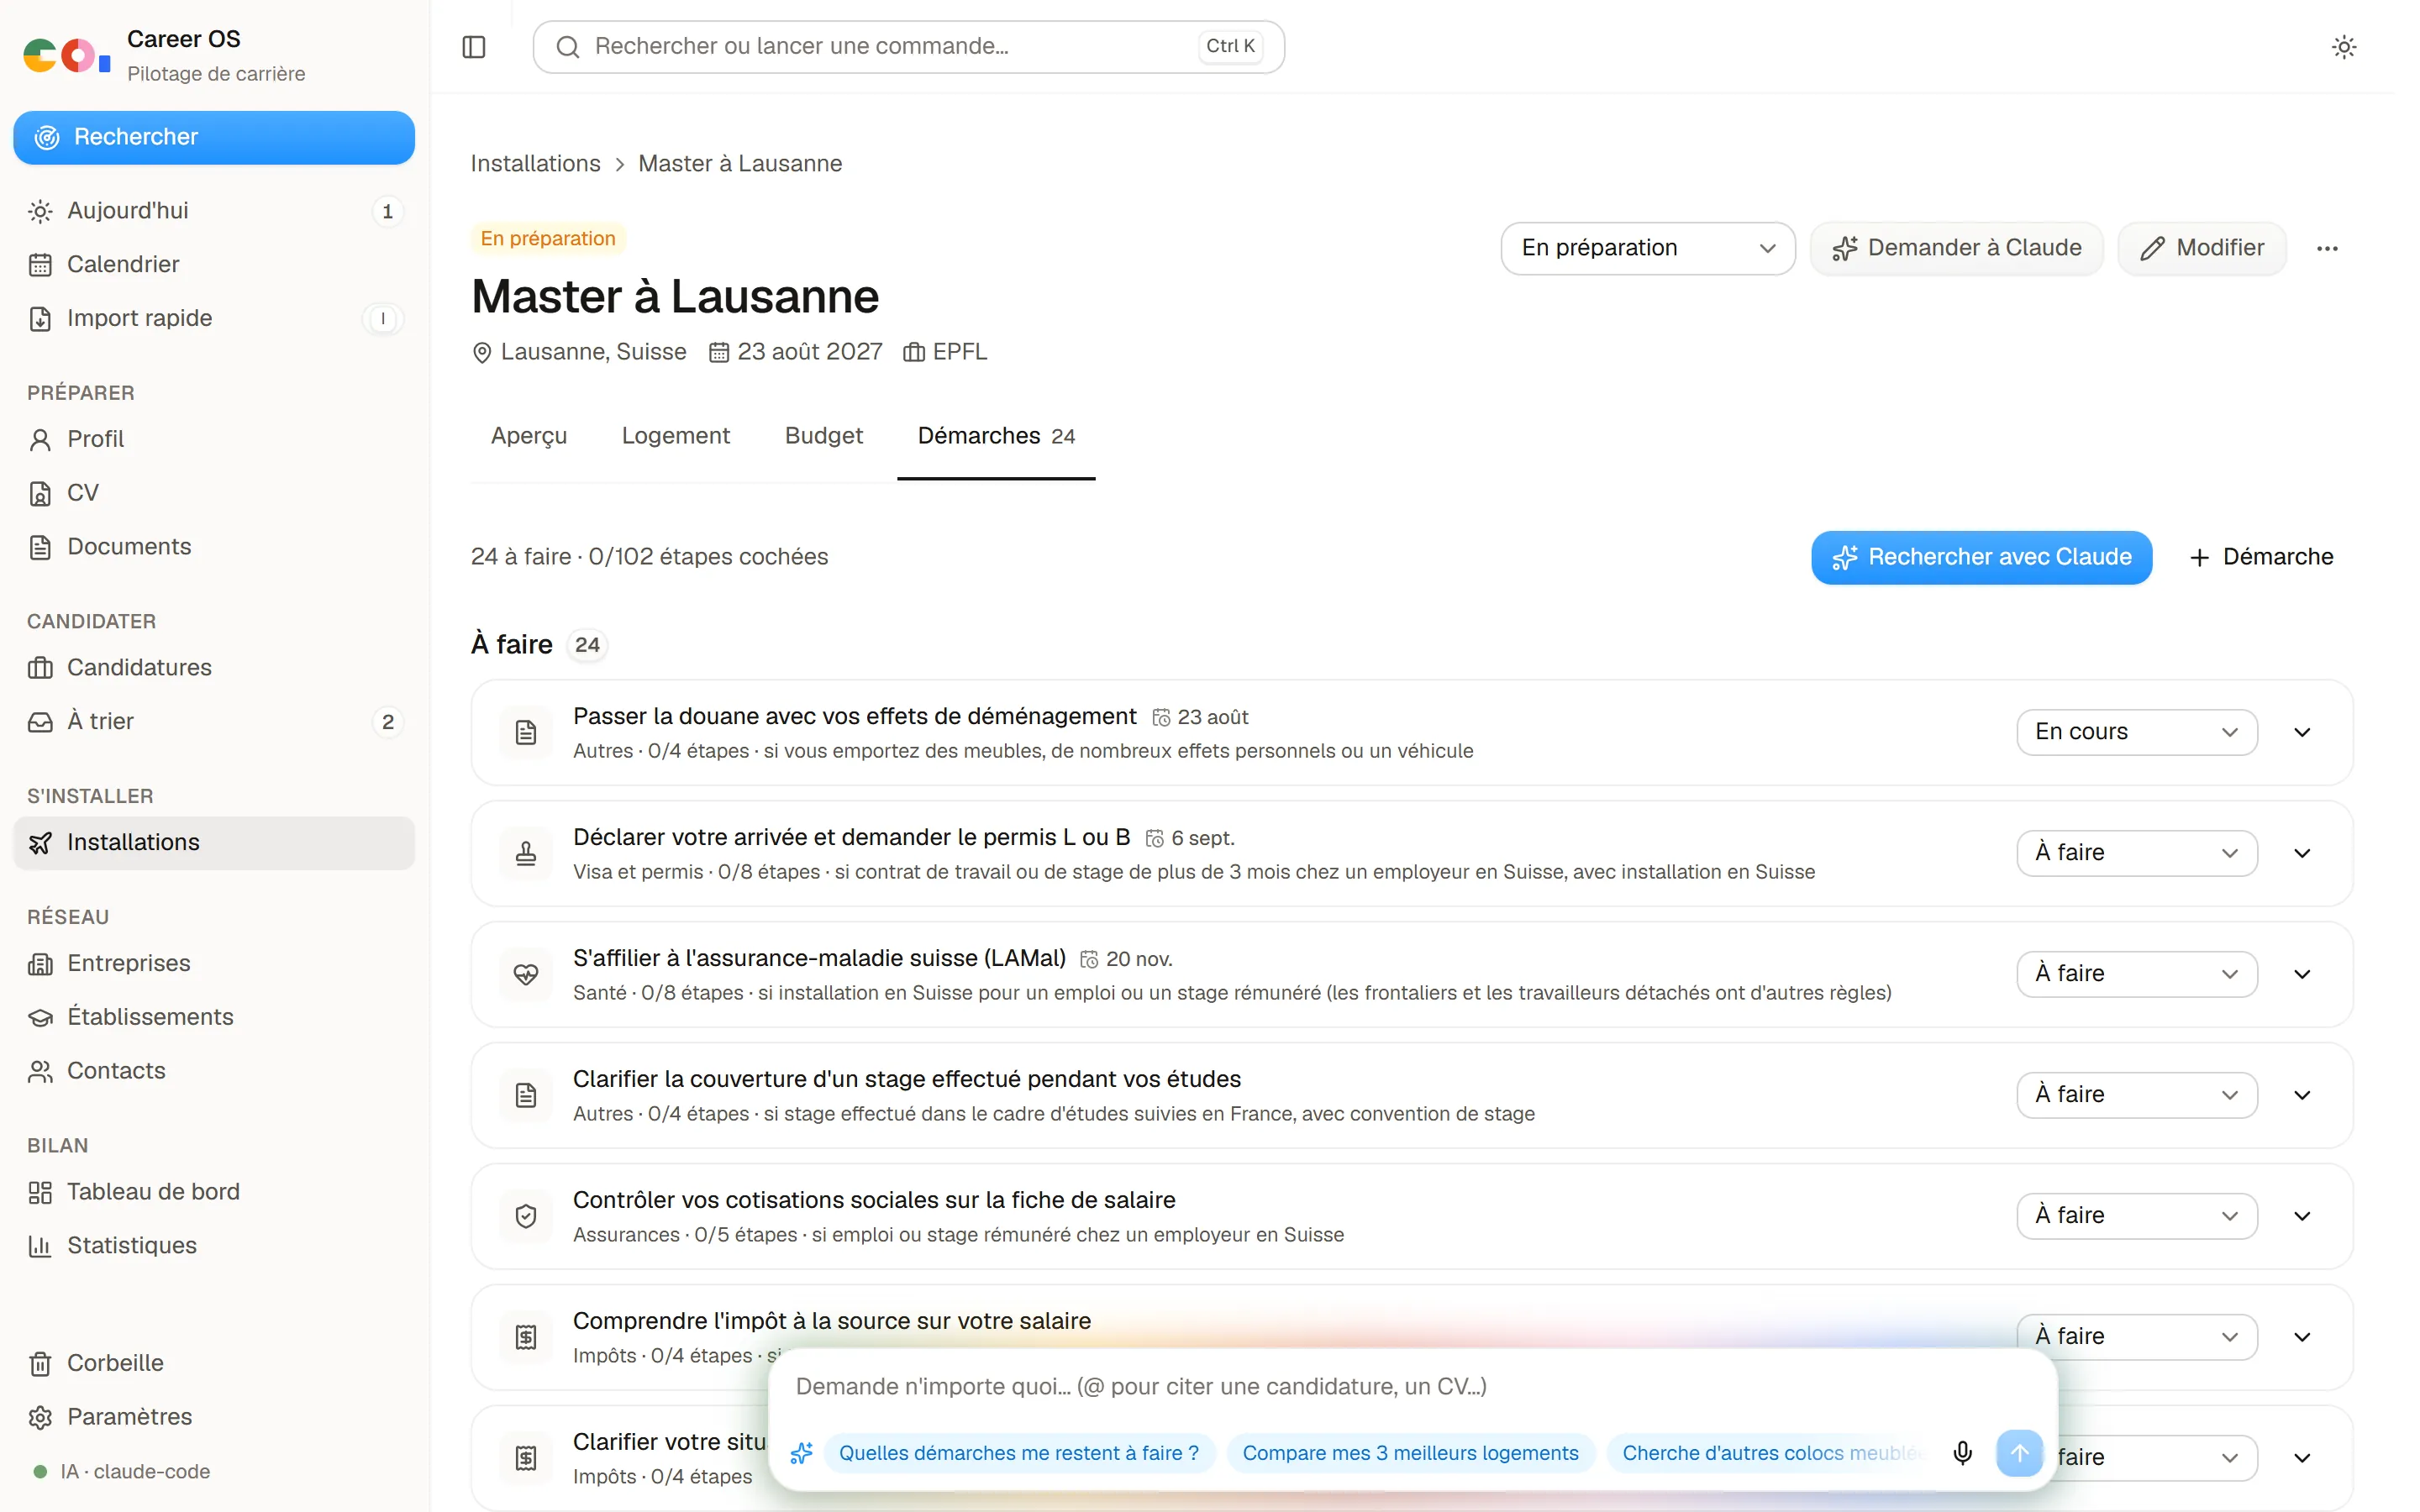 Career OS
Pilotage de carrière
Rechercher
Aujourd'hui 1
Calendrier
Import rapide I
PRÉPARER
Profil
CV
Documents
CANDIDATER
Candidatures
À trier 2
S'INSTALLER
Installations
RÉSEAU
Entreprises
Établissements
Contacts
BILAN
Tableau de bord
Statistiques
Corbeille
Paramètres
IA · claude-code
Rechercher ou lancer une commande... Ctrl K
Installations > Master à Lausanne
En préparation
En préparation Demander à Claude Modifier
Master à Lausanne
Lausanne, Suisse 23 août 2027 EPFL
Aperçu Logement Budget Démarches 24
24 à faire · 0/102 étapes cochées
Rechercher avec Claude + Démarche
À faire 24
Passer la douane avec vos effets de déménagement 23 août
Autres · 0/4 étapes · si vous emportez des meubles, de nombreux effets personnels ou un véhicule
En cours
Déclarer votre arrivée et demander le permis L ou B 6 sept.
Visa et permis · 0/8 étapes · si contrat de travail ou de stage de plus de 3 mois chez un employeur en Suisse, avec installation en Suisse
À faire
S'affilier à l'assurance-maladie suisse (LAMal) 20 nov.
Santé · 0/8 étapes · si installation en Suisse pour un emploi ou un stage rémunéré (les frontaliers et les travailleurs détachés ont d'autres règles)
À faire
Clarifier la couverture d'un stage effectué pendant vos études
Autres · 0/4 étapes · si stage effectué dans le cadre d'études suivies en France, avec convention de stage
À faire
Contrôler vos cotisations sociales sur la fiche de salaire
Assurances · 0/5 étapes · si emploi ou stage rémunéré chez un employeur en Suisse
À faire
Comprendre l'impôt à la source sur votre salaire
Impôts · 0/4 étapes · si
À faire
Clarifier votre
Impôts · 0/4 étapes
faire
Demande n'importe quoi... (@ pour citer une candidature, un CV...)
Quelles démarches me restent à faire ?
Compare mes 3 meilleurs logements
Cherche d'autres colocs